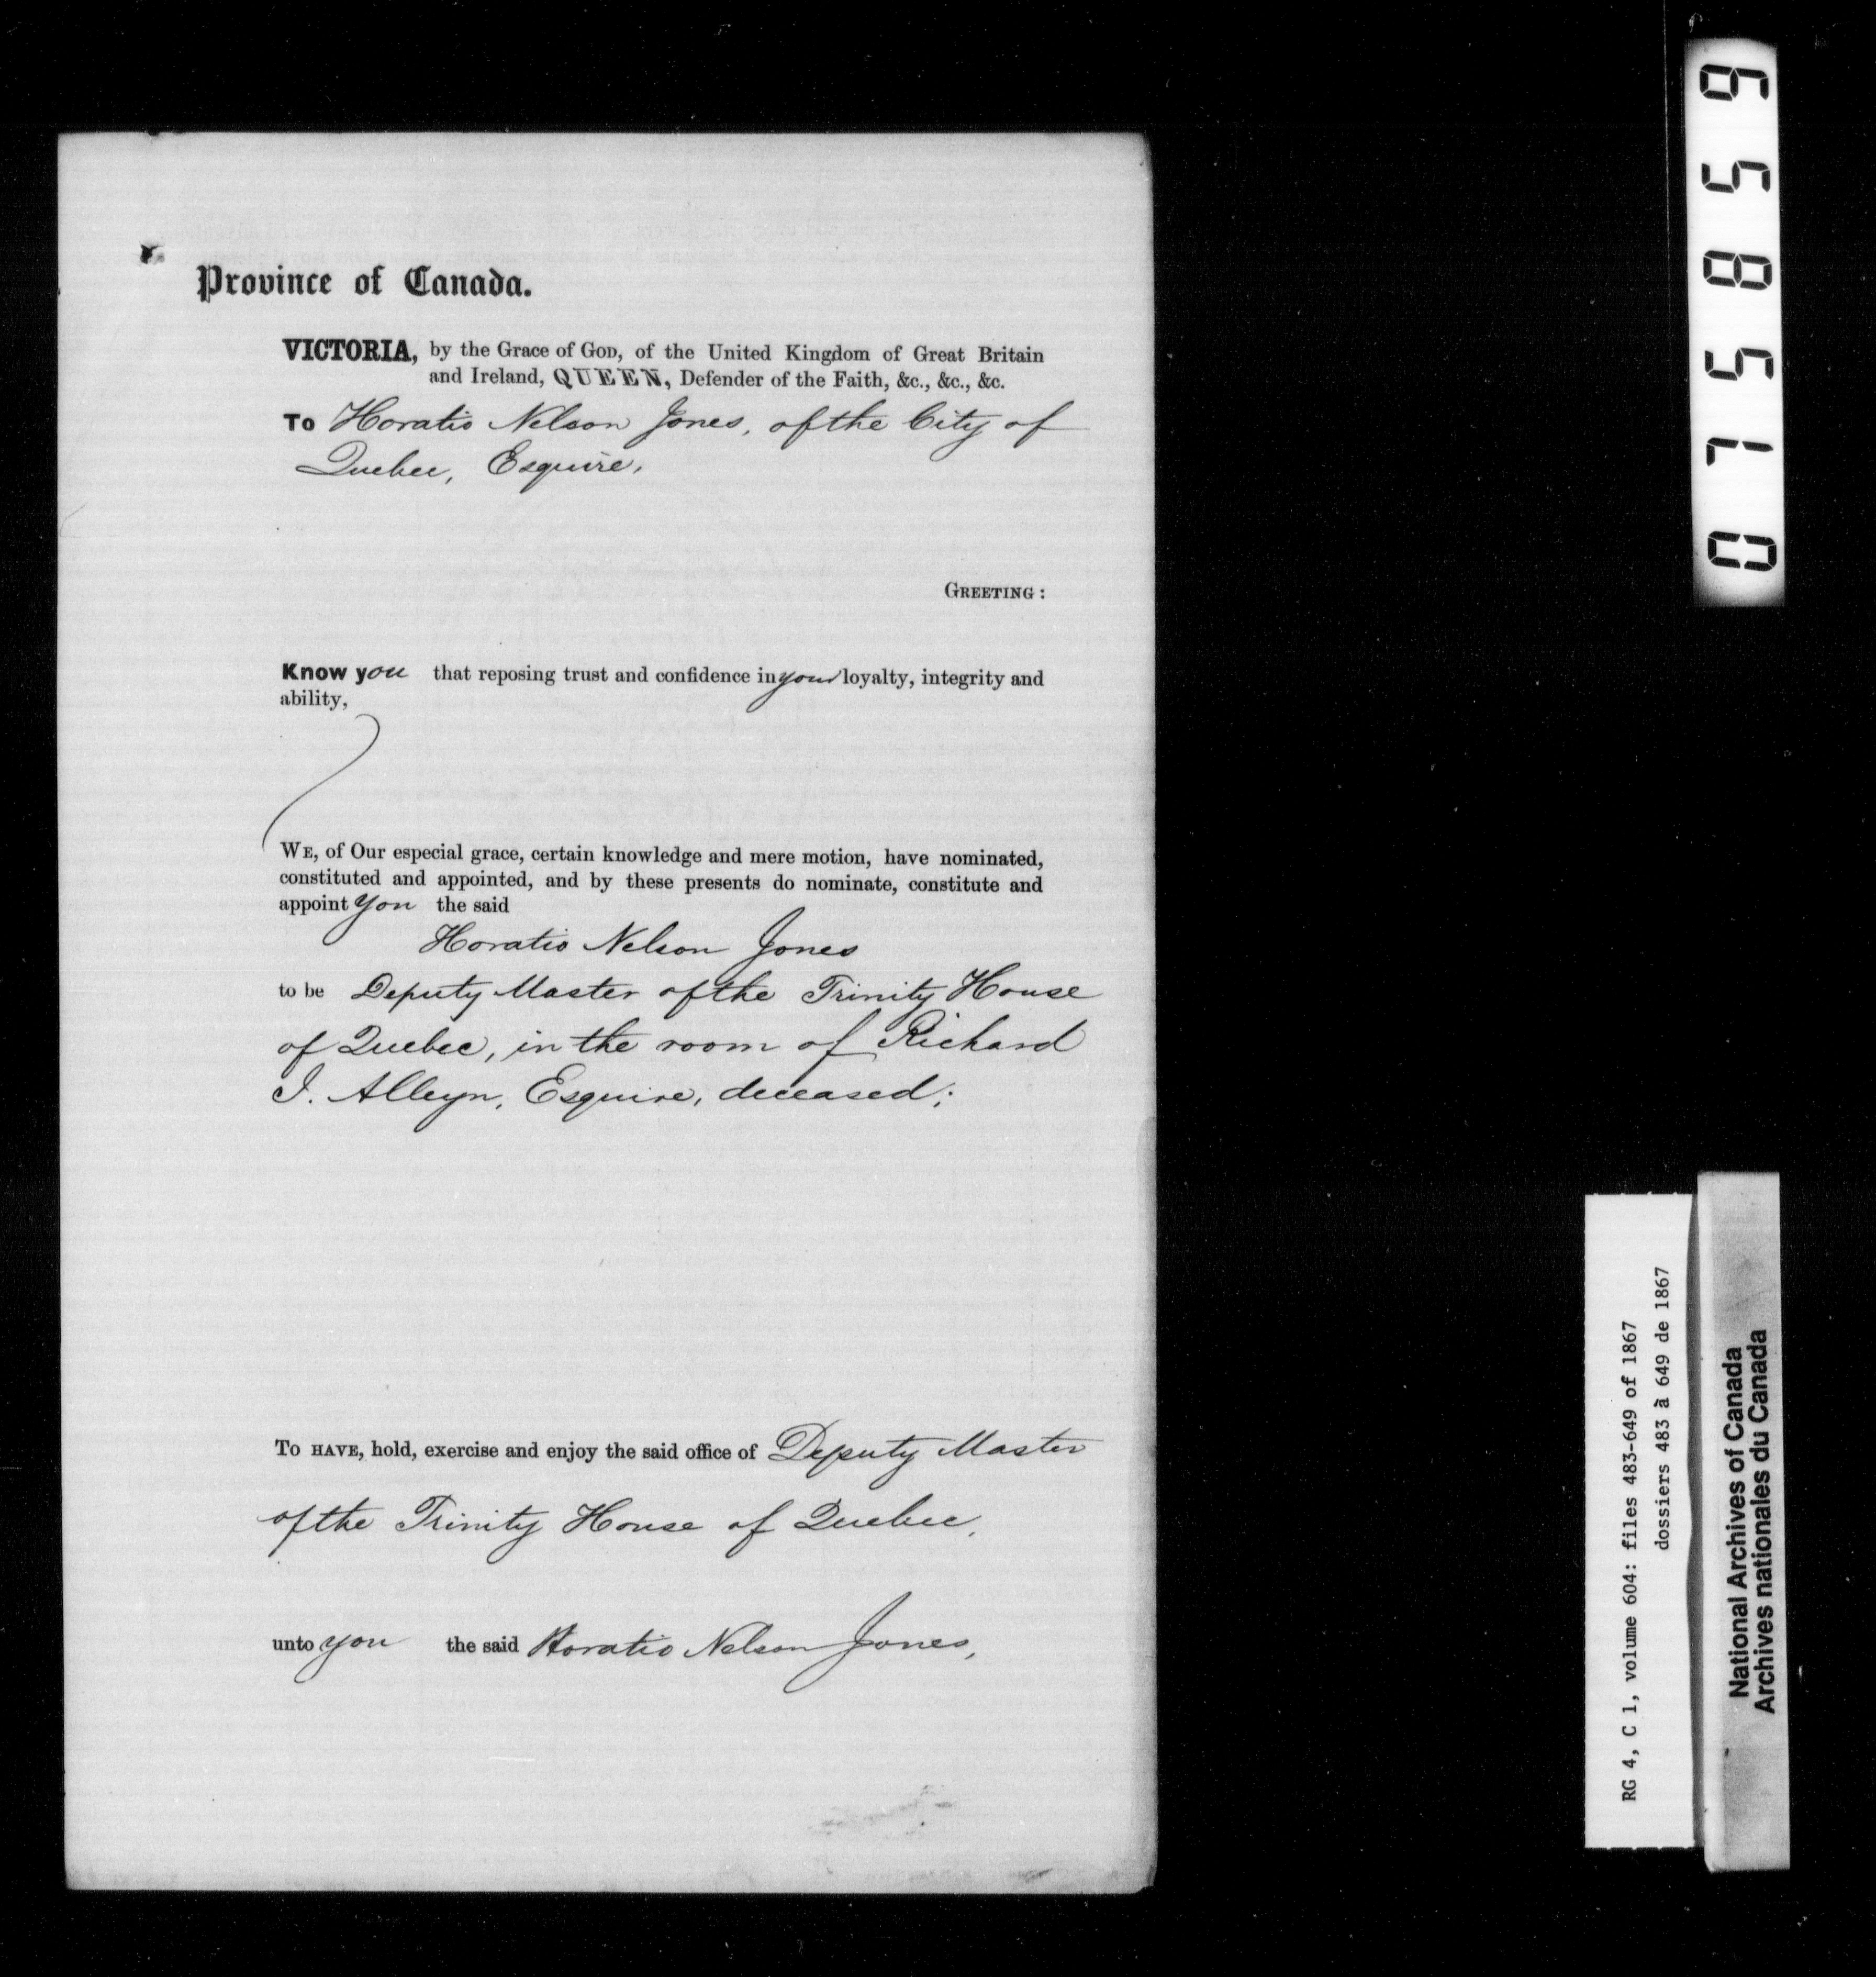 Province of Canada.
VICTORIA, by the Grace of GOD, of the United Kingdom of Great Britain
and Ireland, QUEEN, Defender of the Faith, &c., &c., &c.
To Horatio Nelson Jones, of the City of
Quebec, Esquire,
GREETING :
Know you that reposing trust and confidence in your loyalty, integrity and
ability,
WE, of Our especial grace, certain knowledge and mere motion, have nominated,
constituted and appointed, and by these presents do nominate, constitute and
appoint you the said
Horatio Nelson Jones
to be Deputy Master of the Trinity House
of Quebec, in the room of Richard
I. Alleyn, Esquire, deceased;
To HAVE, hold, exercise and enjoy the said office of Deputy Master
of the Trinity House of Quebec,
unto you the said Horatio Nelson Jones,
0715859
RG 4, C 1, volume 604: files 483-649 of 1867
dossiers 483 à 649 de 1867
National Archives of Canada
Archives nationales du Canada